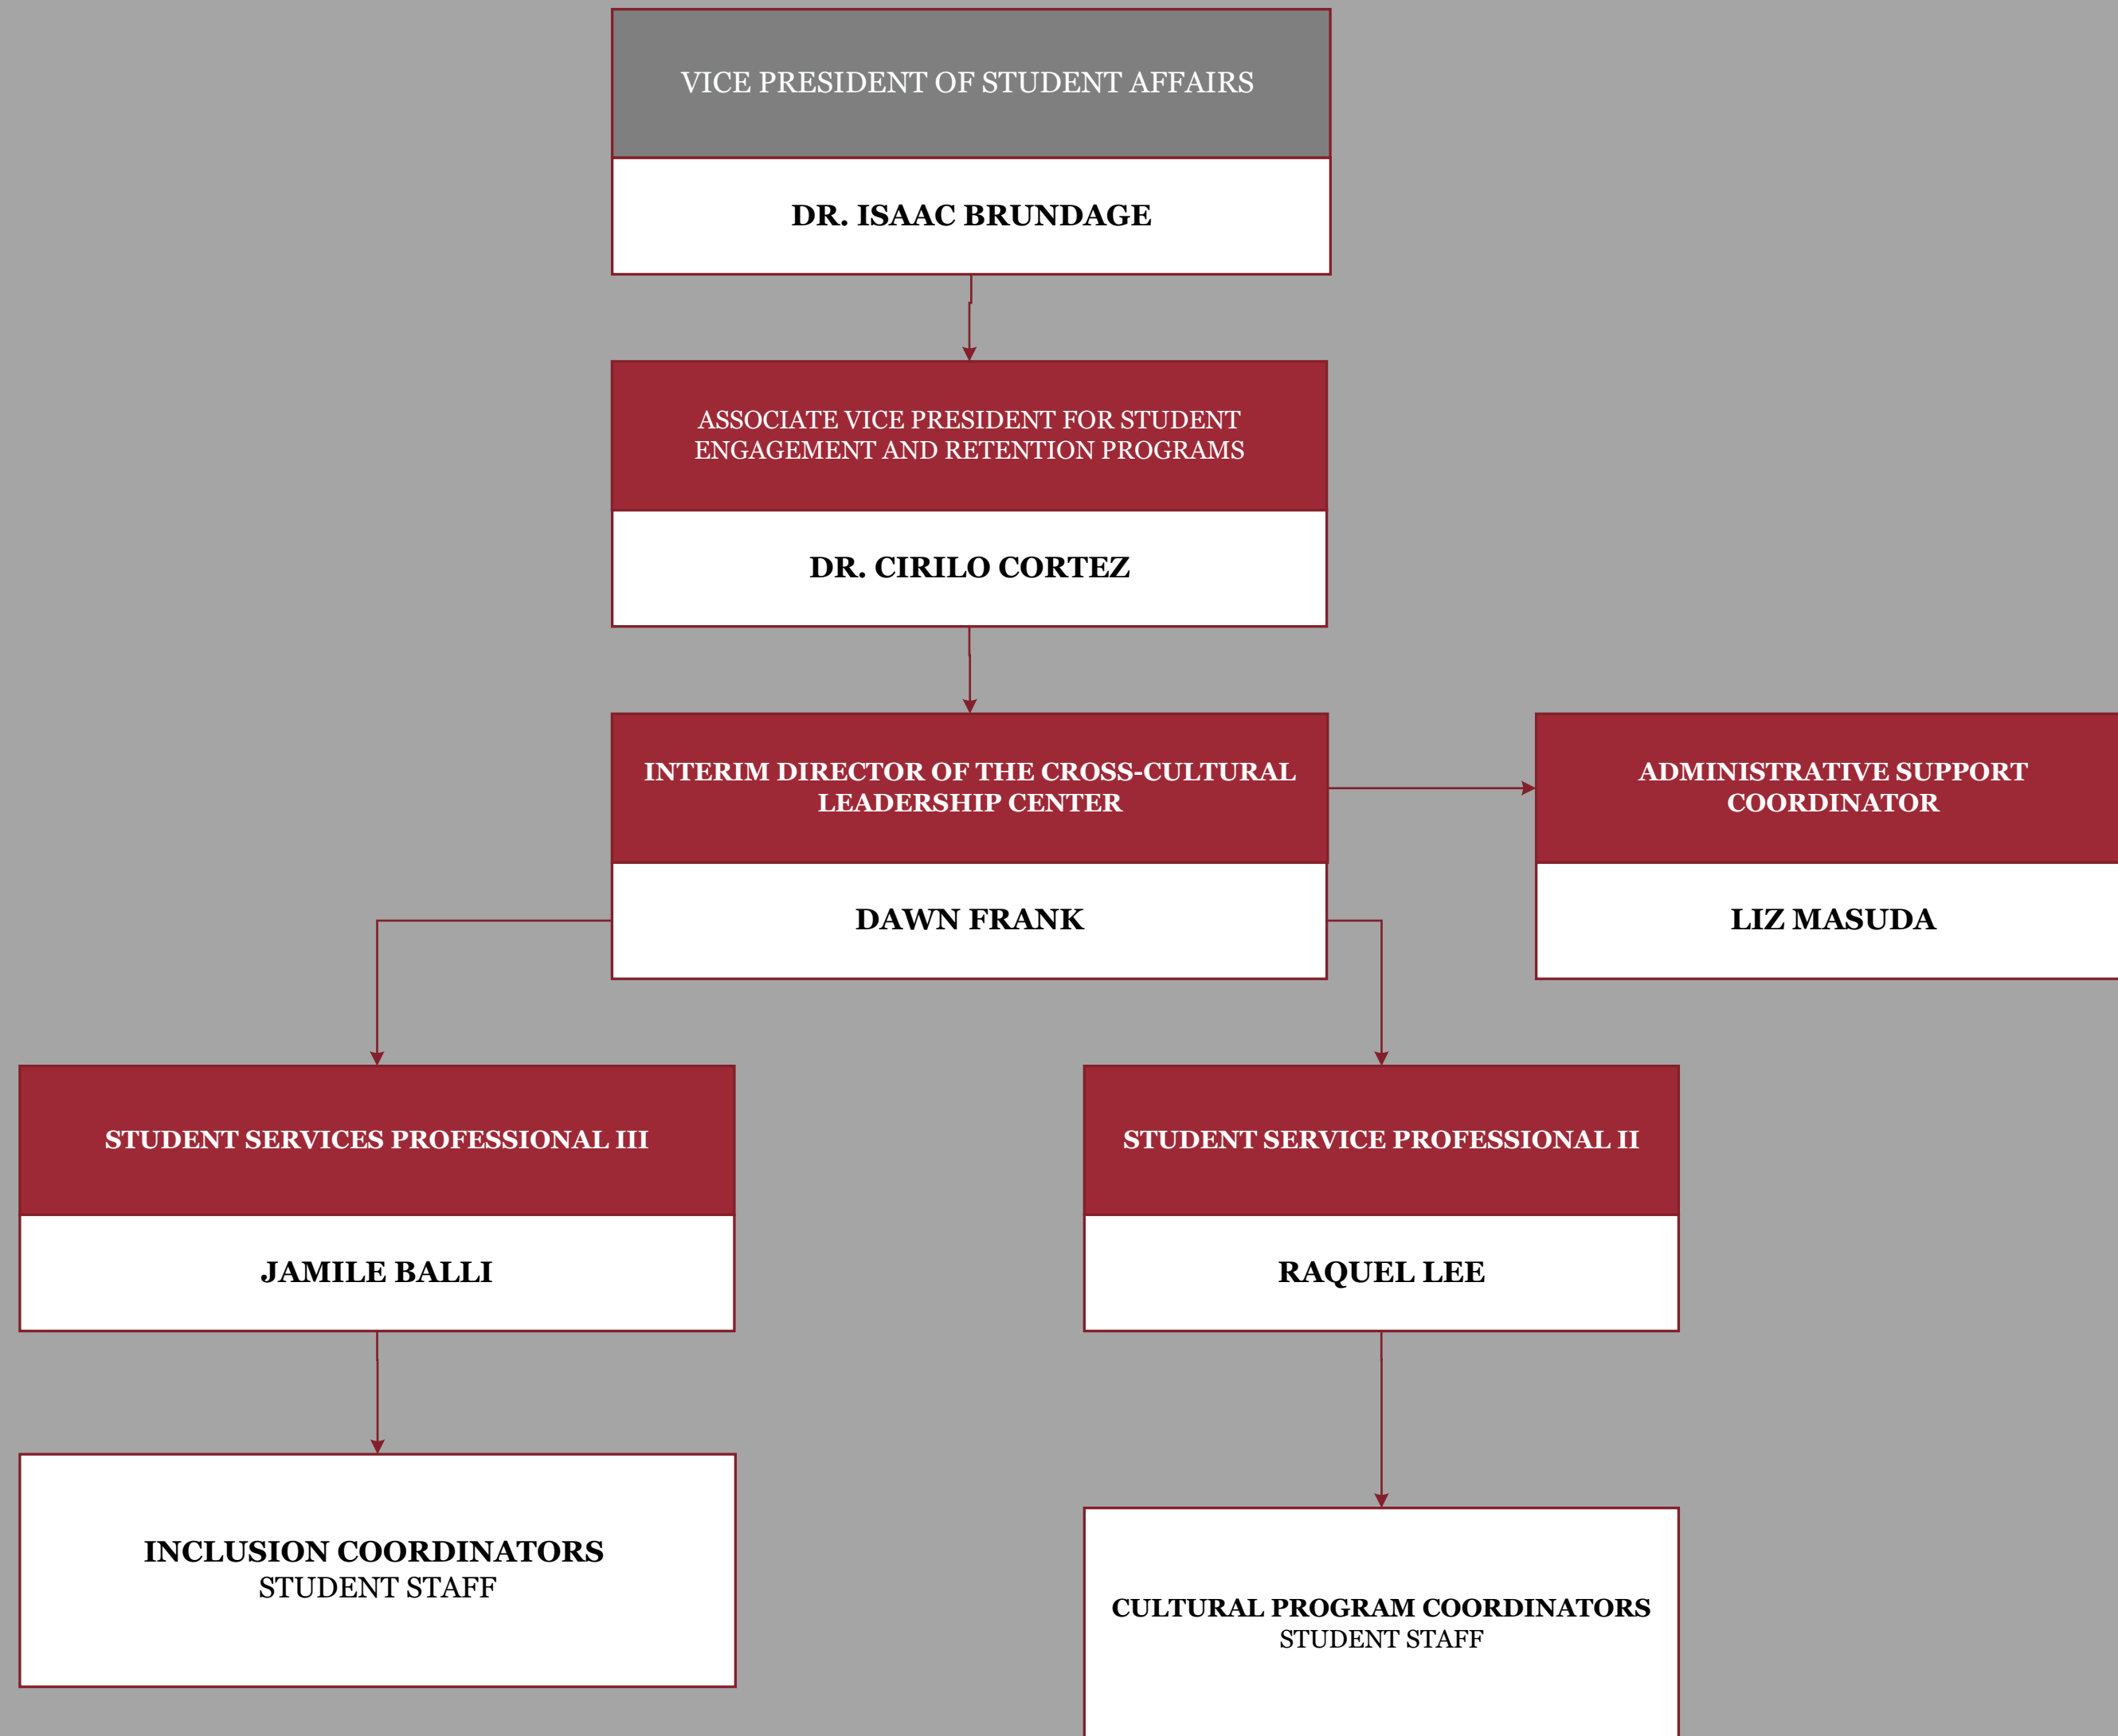 VICE PRESIDENT OF STUDENT AFFAIRS
DR. ISAAC BRUNDAGE
ASSOCIATE VICE PRESIDENT FOR STUDENT
ENGAGEMENT AND RETENTION PROGRAMS
DR. CIRILO CORTEZ
INTERIM DIRECTOR OF THE CROSS-CULTURAL
LEADERSHIP CENTER
DAWN FRANK
ADMINISTRATIVE SUPPORT
COORDINATOR
LIZ MASUDA
STUDENT SERVICES PROFESSIONAL III
JAMILE BALLI
STUDENT SERVICE PROFESSIONAL II
RAQUEL LEE
INCLUSION COORDINATORS
STUDENT STAFF
CULTURAL PROGRAM COORDINATORS
STUDENT STAFF